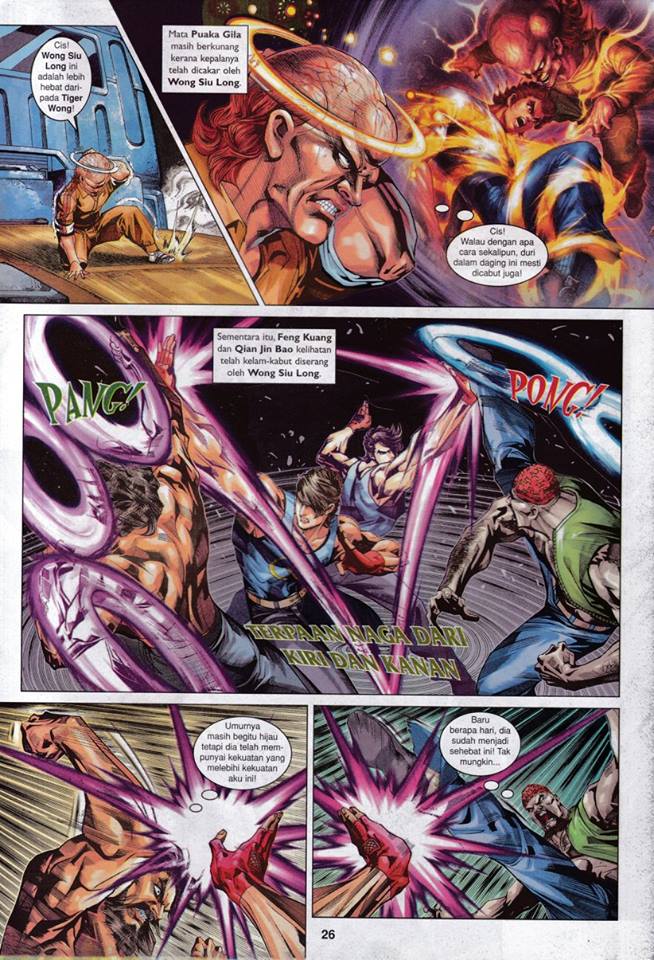 Cis!
Wong Siu
Long ini
adalah lebih
hebat dari-
pada Tiger
Wong!
Mata Puaka Gila
masih berkunang
kerana kepalanya
telah dicakar oleh
Wong Siu Long.
Cis!
Walau dengan apa
cara sekalipun, duri
dalam daging ini mesti
dicabut juga!
Sementara itu, Feng Kuang
dan Qian Jin Bao kelihatan
telah kelam-kabut diserang
oleh Wong Siu Long.
PANG!
PONG!
TERPAAN NAGA DARI
KIRI DAN KANAN
Umurnya
masih begitu hijau
tetapi dia telah mem-
punyai kekuatan yang
melebihi kekuatan
aku ini!
Baru
berapa hari, dia
sudah menjadi
sehebat ini! Tak
mungkin...
26